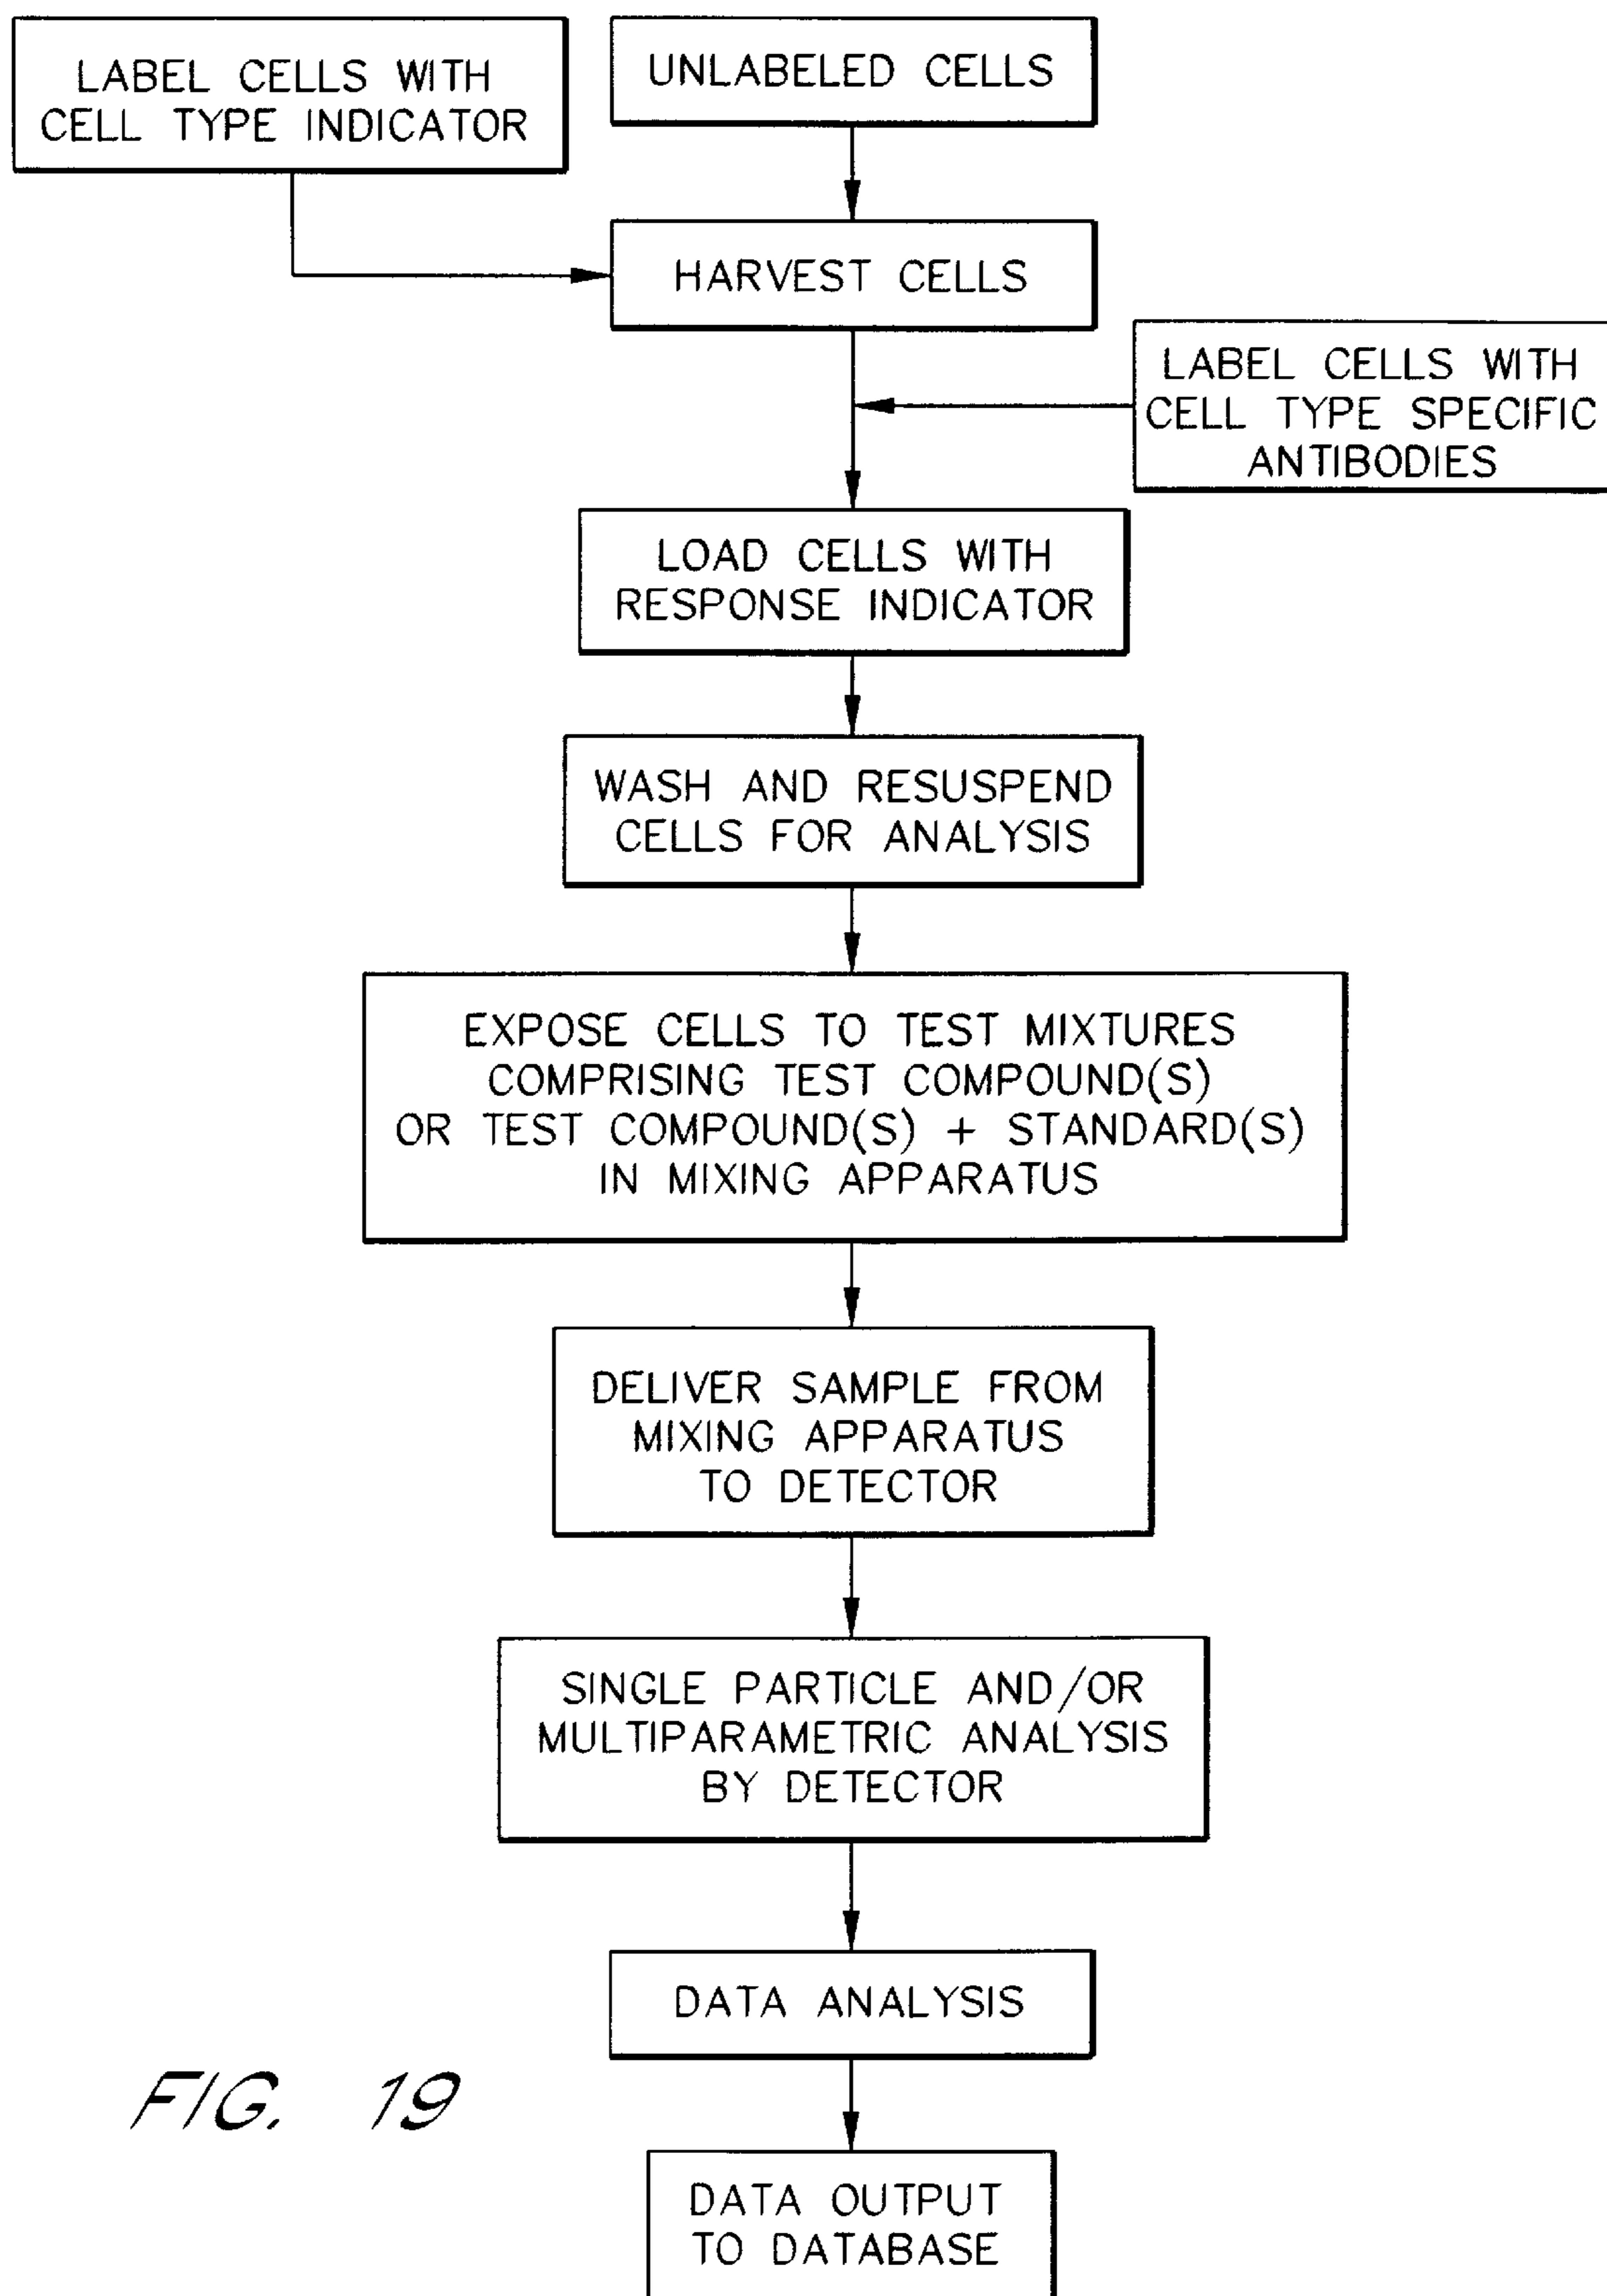 LABEL CELLS WITH
CELL TYPE INDICATOR
UNLABELED CELLS
HARVEST CELLS
LABEL CELLS WITH
CELL TYPE SPECIFIC
ANTIBODIES
LOAD CELLS WITH
RESPONSE INDICATOR
WASH AND RESUSPEND
CELLS FOR ANALYSIS
EXPOSE CELLS TO TEST MIXTURES
COMPRISING TEST COMPOUND(S)
OR TEST COMPOUND(S) + STANDARD(S)
IN MIXING APPARATUS
DELIVER SAMPLE FROM
MIXING APPARATUS
TO DETECTOR
SINGLE PARTICLE AND/OR
MULTIPARAMETRIC ANALYSIS
BY DETECTOR
DATA ANALYSIS
DATA OUTPUT
TO DATABASE
FIG. 19